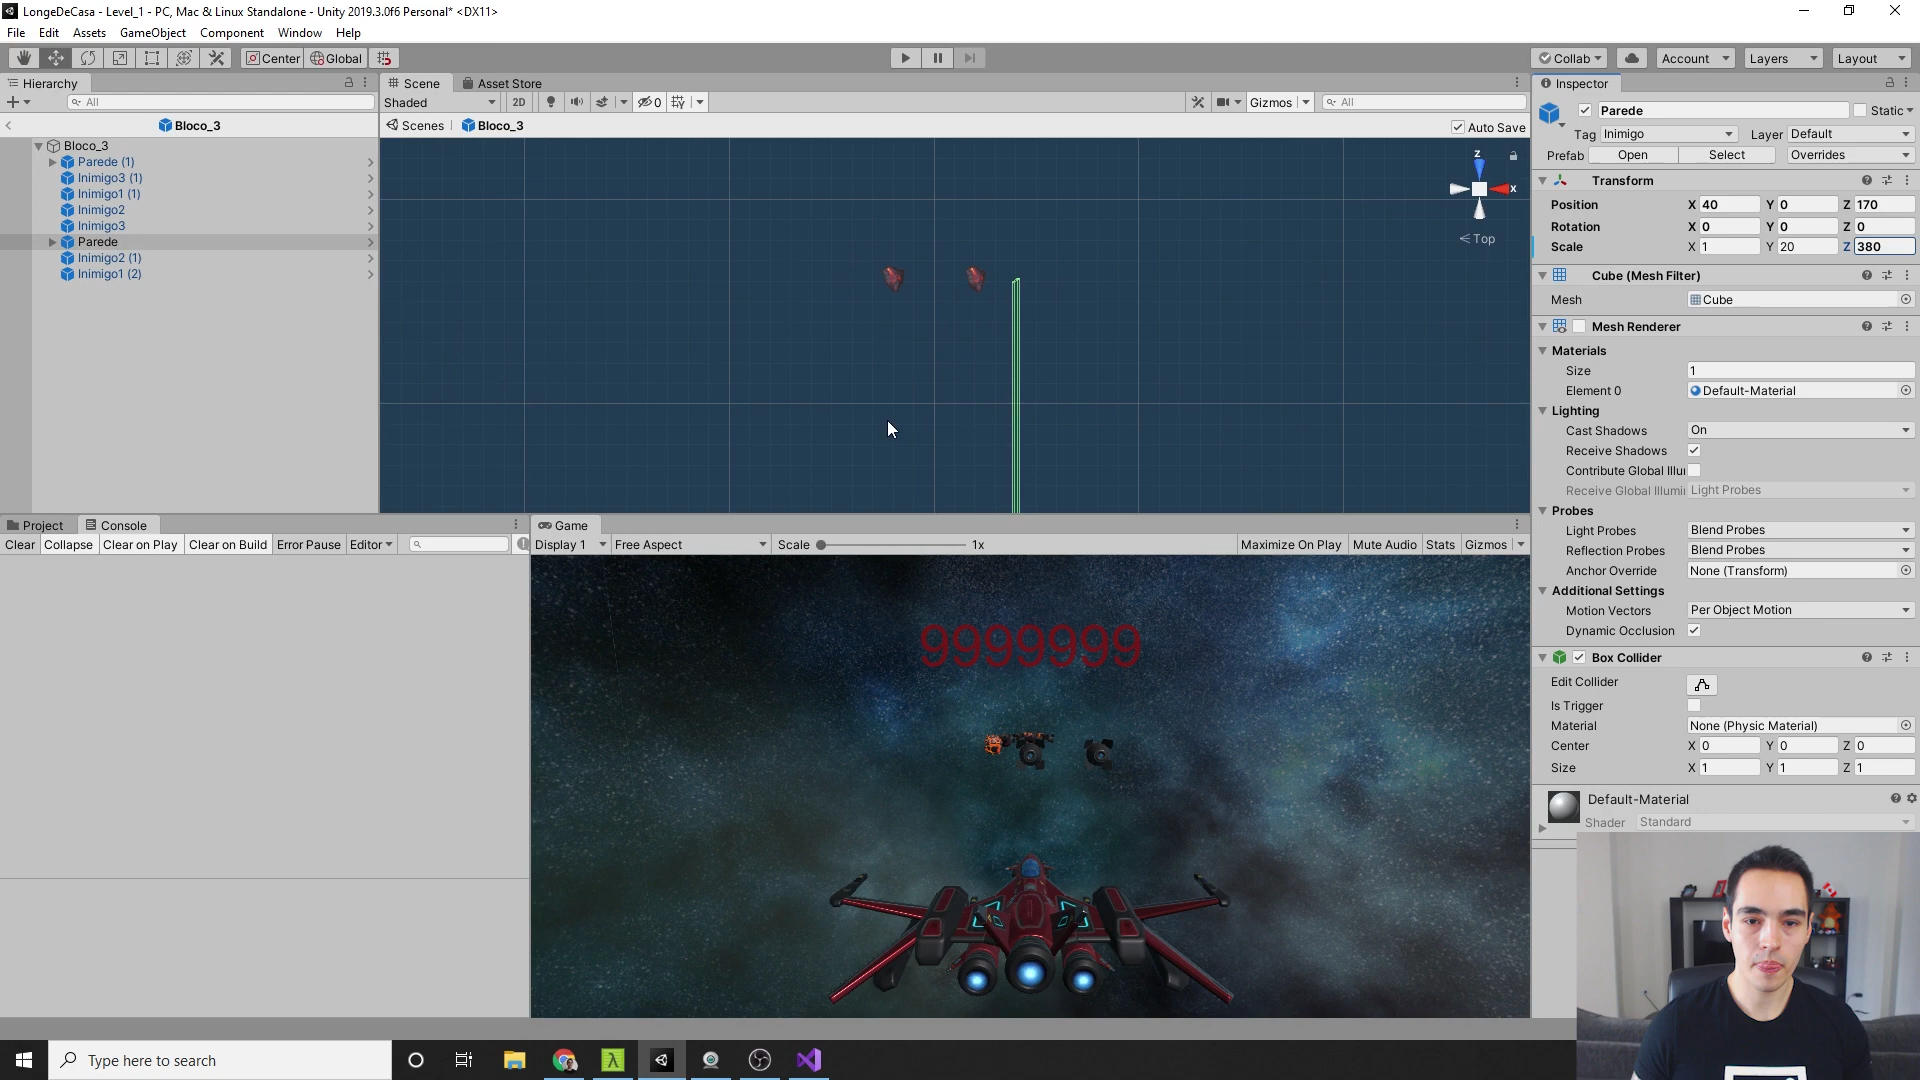 LongeDeCasa - Level_1 - PC, Mac & Linux Standalone - Unity 2019.3.0f6 Personal* <DX11>
File Edit Assets GameObject Component Window Help
Center Global Collab Account Layers Layout
Hierarchy
All
Bloco_3
Bloco_3
Parede (1)
Inimigo3 (1)
Inimigo1 (1)
Inimigo2
Inimigo3
Parede
Inimigo2 (1)
Inimigo1 (2)
Scene Asset Store
Shaded 2D 0 Gizmos All
Scenes Bloco_3 Auto Save
z
x
Top
Project Console
Clear Collapse Clear on Play Clear on Build Error Pause Editor
Game
Display 1 Free Aspect Scale 1x Maximize On Play Mute Audio Stats Gizmos
9999999
Inspector
Parede Static
Tag Inimigo Layer Default
Prefab Open Select Overrides
Transform
Position X 40 Y 0 Z 170
Rotation X 0 Y 0 Z 0
Scale X 1 Y 20 Z 380
Cube (Mesh Filter)
Mesh Cube
Mesh Renderer
Materials
Size 1
Element 0 Default-Material
Lighting
Cast Shadows On
Receive Shadows
Contribute Global Illu
Receive Global Illumi Light Probes
Probes
Light Probes Blend Probes
Reflection Probes Blend Probes
Anchor Override None (Transform)
Additional Settings
Motion Vectors Per Object Motion
Dynamic Occlusion
Box Collider
Edit Collider
Is Trigger
Material None (Physic Material)
Center X 0 Y 0 Z 0
Size X 1 Y 1 Z 1
Default-Material
Shader Standard
Type here to search